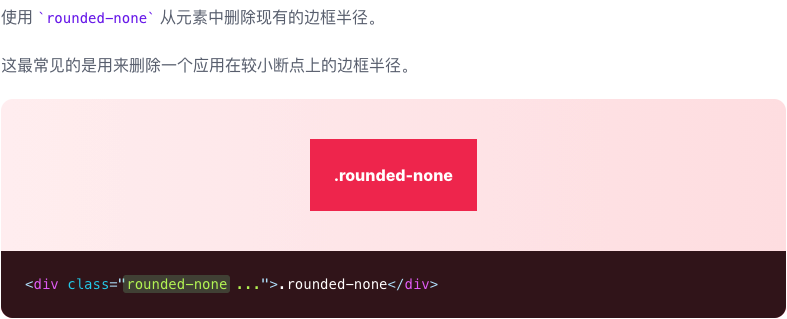 使用 `rounded-none` 从元素中删除现有的边框半径。
这最常见的是用来删除一个应用在较小断点上的边框半径。
.rounded-none
<div class="rounded-none ...">.rounded-none</div>